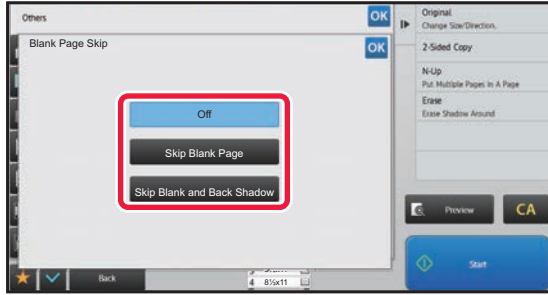 Others
OK
Blank Page Skip
OK
Off
Skip Blank Page
Skip Blank and Back Shadow
Back
4 8½x11
Original
Change Size/Direction.
2-Sided Copy
N-Up
Put Multiple Pages in A Page
Erase
Erase Shadow Around
Preview
CA
Start